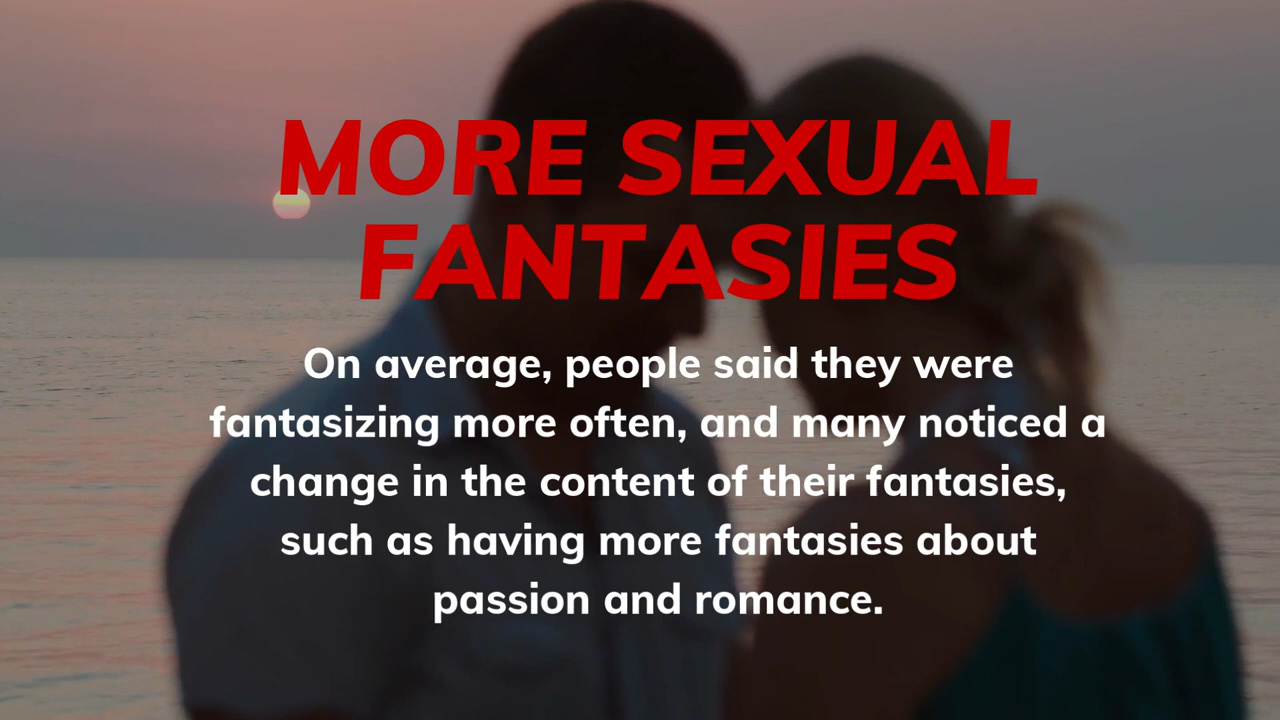 MORE SEXUAL
FANTASIES
On average, people said they were
fantasizing more often, and many noticed a
change in the content of their fantasies,
such as having more fantasies about
passion and romance.